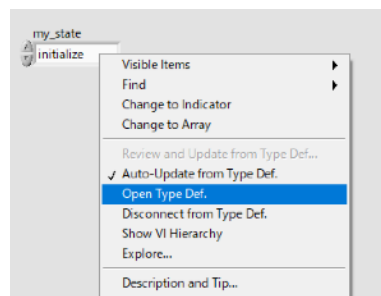 my_state
initialize
Visible Items
Find
Change to Indicator
Change to Array
Review and Update from Type Def...
Auto-Update from Type Def.
Open Type Def.
Disconnect from Type Def.
Show VI Hierarchy
Explore...
Description and Tip...